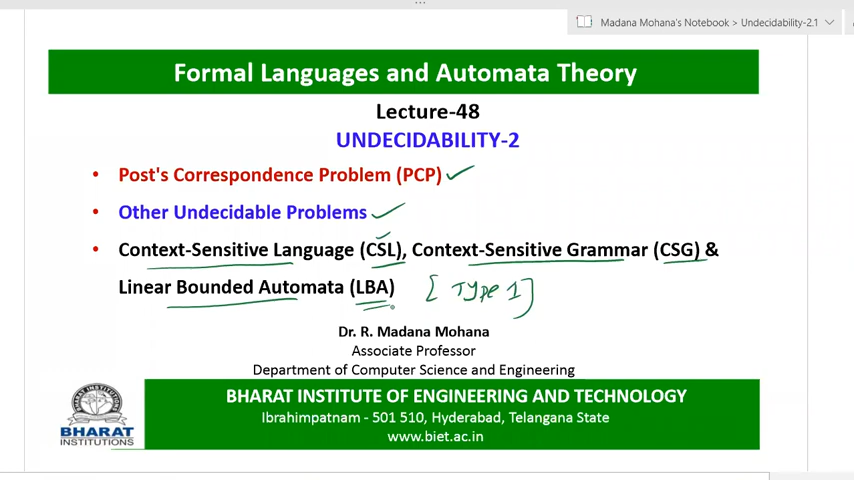 Madana Mohana's Notebook > Undecidability-2.1
Formal Languages and Automata Theory
Lecture-48
UNDECIDABILITY-2
• Post's Correspondence Problem (PCP)
• Other Undecidable Problems
• Context-Sensitive Language (CSL), Context-Sensitive Grammar (CSG) &
Linear Bounded Automata (LBA) [Type 1]
Dr. R. Madana Mohana
Associate Professor
Department of Computer Science and Engineering
BHARAT INSTITUTE OF ENGINEERING AND TECHNOLOGY
Ibrahimpatnam - 501 510, Hyderabad, Telangana State
www.biet.ac.in
BHARAT
INSTITUTIONS